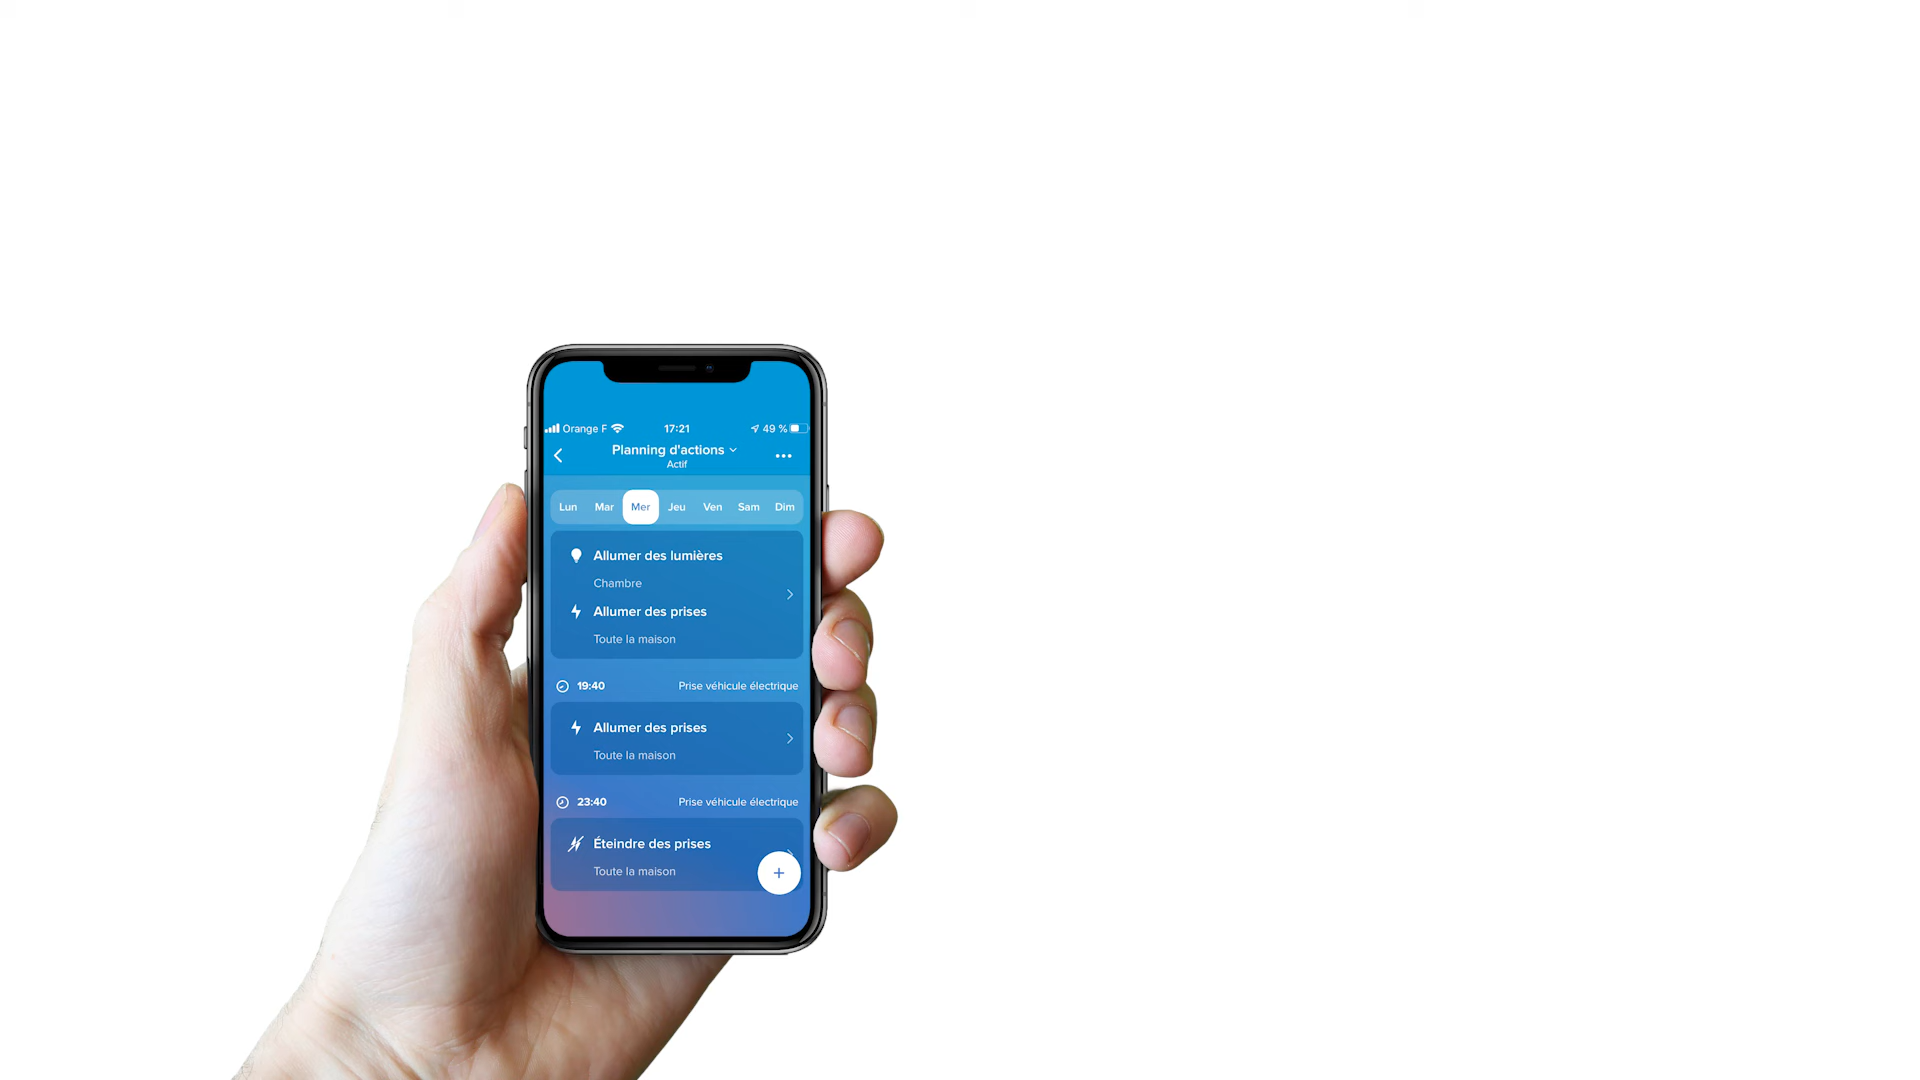 Orange F 17:21 49 %
Planning d'actions
Actif
Lun Mar Mer Jeu Ven Sam Dim
Allumer des lumières
Chambre
Allumer des prises
Toute la maison
19:40 Prise véhicule électrique
Allumer des prises
Toute la maison
23:40 Prise véhicule électrique
Éteindre des prises
Toute la maison